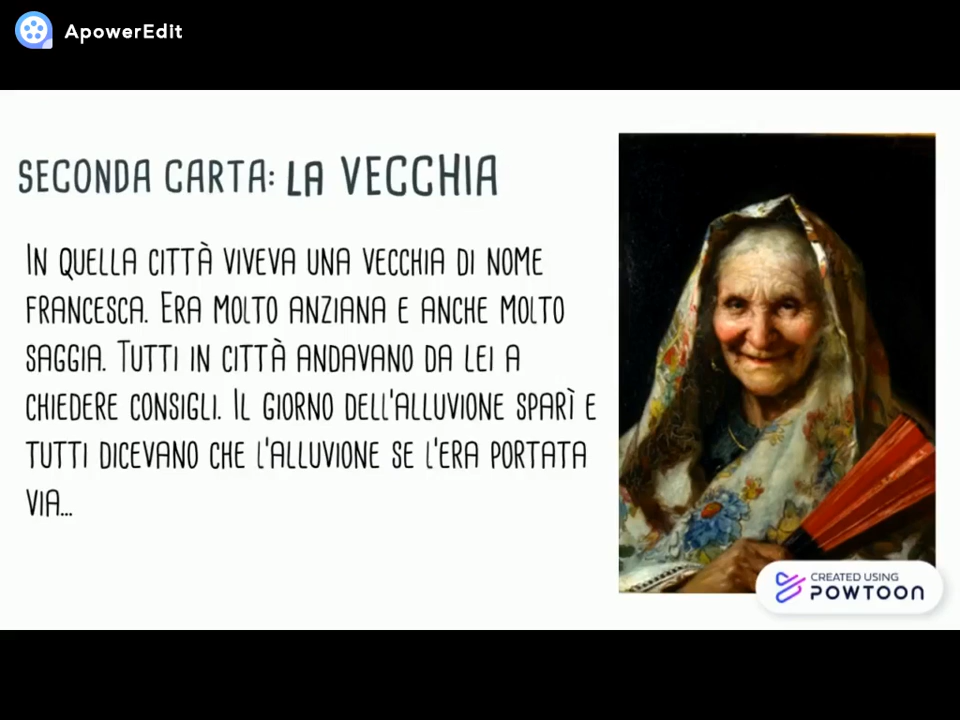 ApowerEdit
SECONDA CARTA: LA VECCHIA
IN QUELLA CITTÀ VIVEVA UNA VECCHIA DI NOME
FRANCESCA. ERA MOLTO ANZIANA E ANCHE MOLTO
SAGGIA. TUTTI IN CITTÀ ANDAVANO DA LEI A
CHIEDERE CONSIGLI. IL GIORNO DELL'ALLUVIONE SPARÌ E
TUTTI DICEVANO CHE L'ALLUVIONE SE L'ERA PORTATA
VIA...
CREATED USING
POWTOON